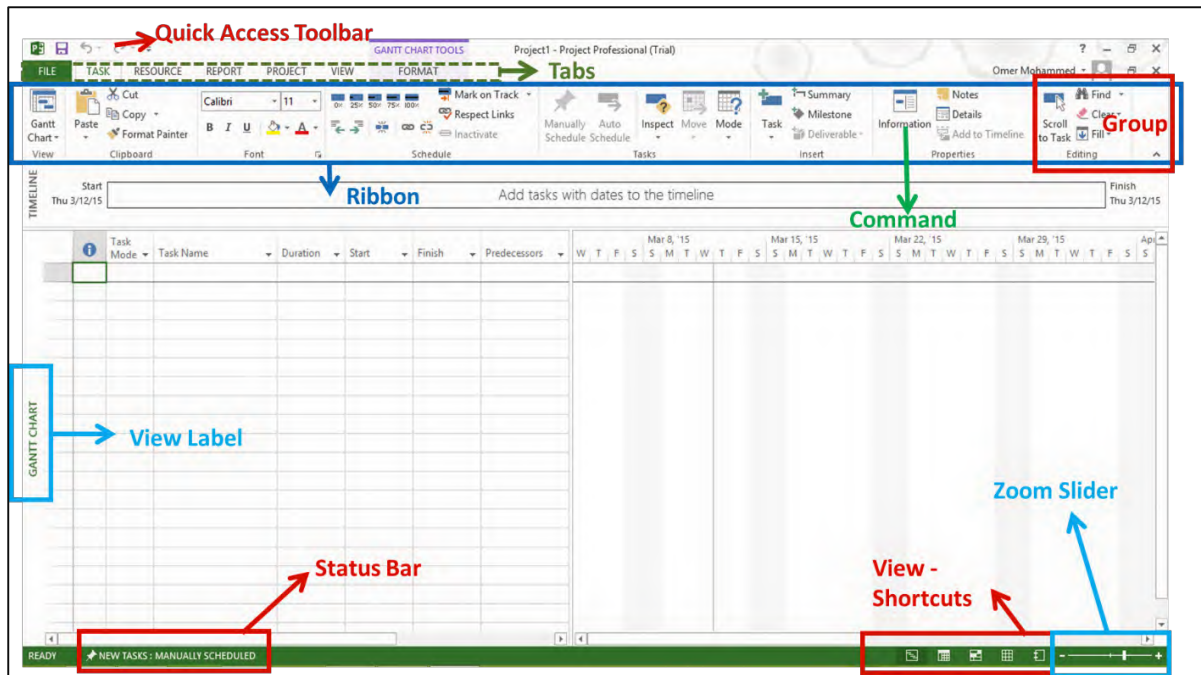 Quick Access Toolbar
GANTT CHART TOOLS
Project1 - Project Professional (Trial)
? – X
FILE TASK RESOURCE REPORT PROJECT VIEW FORMAT
Tabs
Omer Mohammed
X
Gantt Chart
View
Paste
Cut
Copy
Format Painter
Clipboard
Calibri 11
B I U A
Font
0× 25× 50× 75× 100×
Mark on Track
Respect Links
Inactivate
Schedule
Manually Schedule
Auto Schedule
Inspect
Move
Mode
Tasks
Task
Summary
Milestone
Deliverable
Insert
Information
Notes
Details
Add to Timeline
Properties
Scroll to Task
Find
Clear
Fill
Editing
Group
TIMELINE
Start
Thu 3/12/15
Ribbon
Add tasks with dates to the timeline
Command
Finish
Thu 3/12/15
Task Mode
Task Name
Duration
Start
Finish
Predecessors
Mar 8, '15 Mar 15, '15 Mar 22, '15 Mar 29, '15 Ap
W T F S S M T W T F S S M T W T F S S M T W T F S S M T W T F S S
GANTT CHART
View Label
Zoom Slider
Status Bar
View -
Shortcuts
READY
NEW TASKS : MANUALLY SCHEDULED
– +